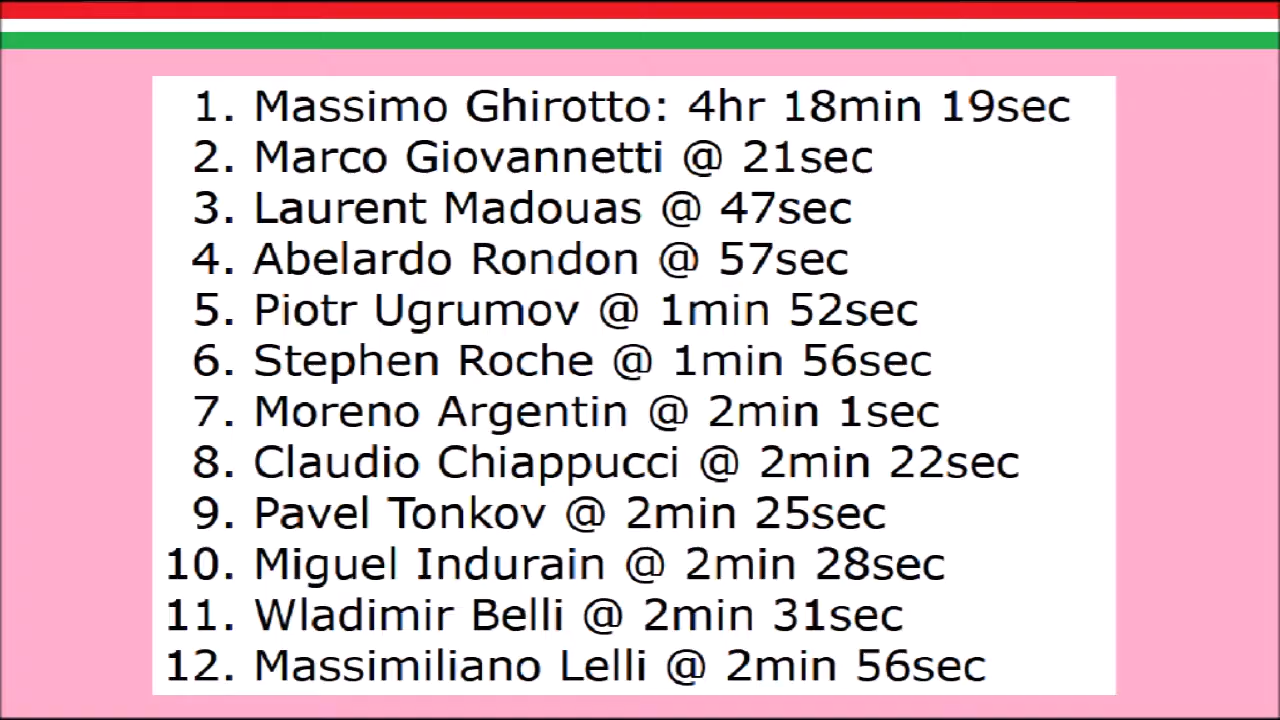 1. Massimo Ghirotto: 4hr 18min 19sec
2. Marco Giovannetti @ 21sec
3. Laurent Madouas @ 47sec
4. Abelardo Rondon @ 57sec
5. Piotr Ugrumov @ 1min 52sec
6. Stephen Roche @ 1min 56sec
7. Moreno Argentin @ 2min 1sec
8. Claudio Chiappucci @ 2min 22sec
9. Pavel Tonkov @ 2min 25sec
10. Miguel Indurain @ 2min 28sec
11. Wladimir Belli @ 2min 31sec
12. Massimiliano Lelli @ 2min 56sec